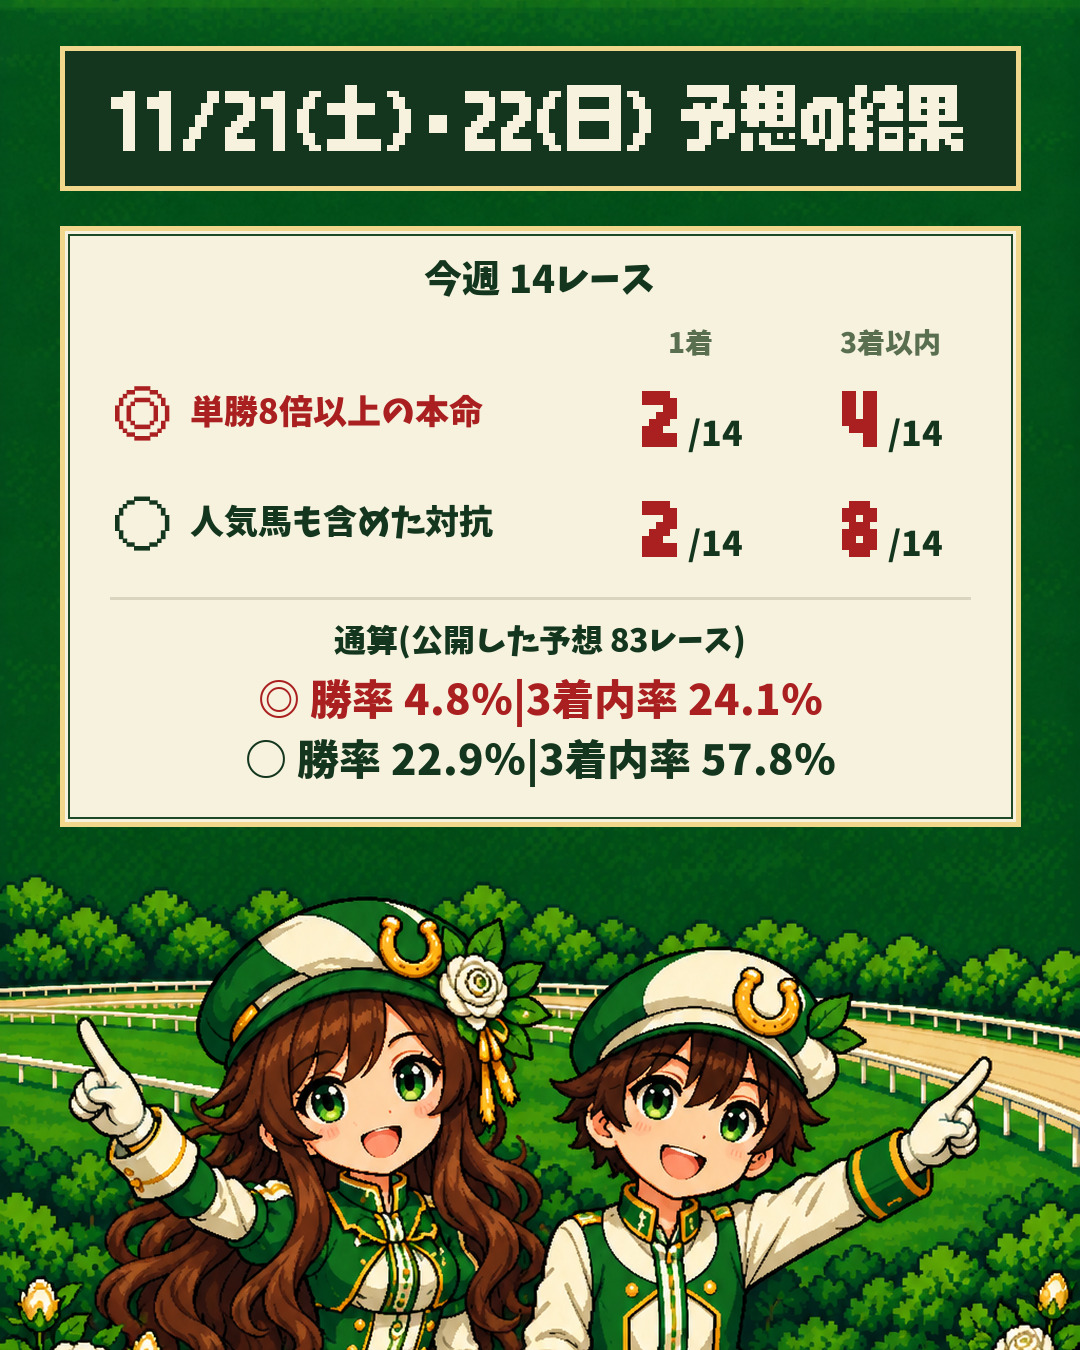 11/21(土)・22(日) 予想の結果
今週 14レース
1着 3着以内
◎ 単勝8倍以上の本命 2/14 4/14
○ 人気馬も含めた対抗 2/14 8/14
通算(公開した予想 83レース)
◎ 勝率 4.8%|3着内率 24.1%
○ 勝率 22.9%|3着内率 57.8%